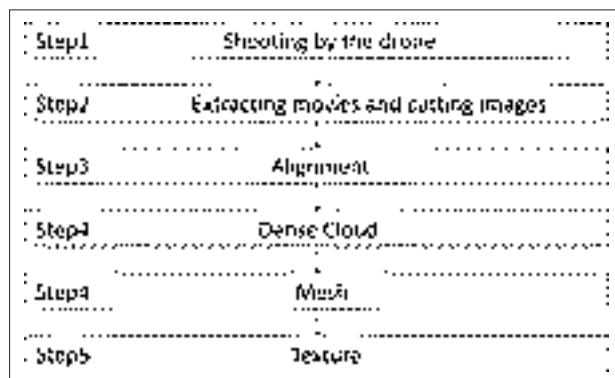 Step1 Shooting by the drone
Step2 Extracting movies and cutting images
Step3 Alignment
Step4 Dense Cloud
Step4 Mesh
Step5 Texture